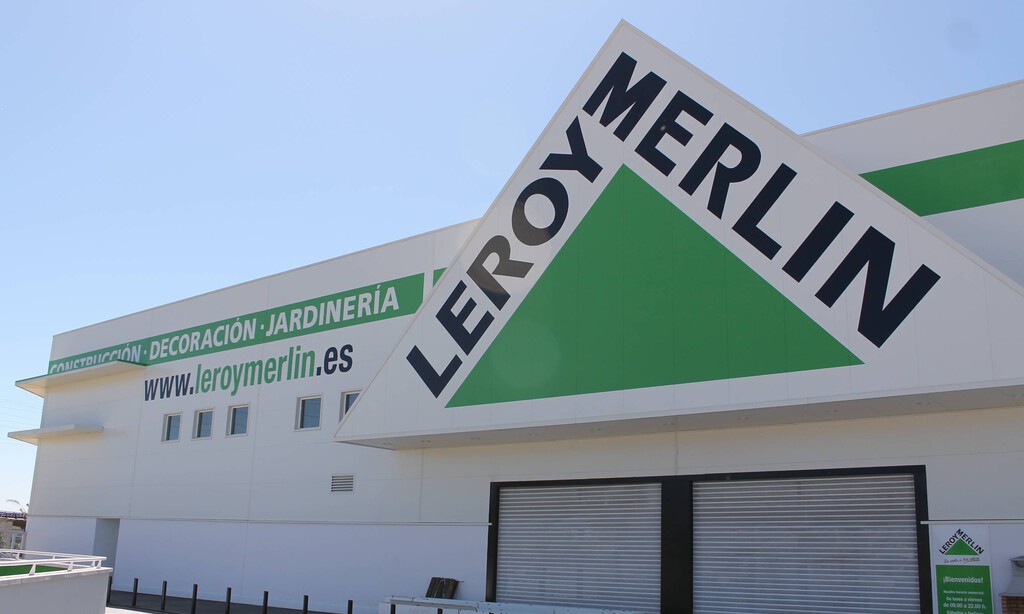 LEROY MERLIN
CONSTRUCCIÓN · DECORACIÓN · JARDINERÍA
www.leroymerlin.es
LEROY MERLIN
¡Bienvenidos!